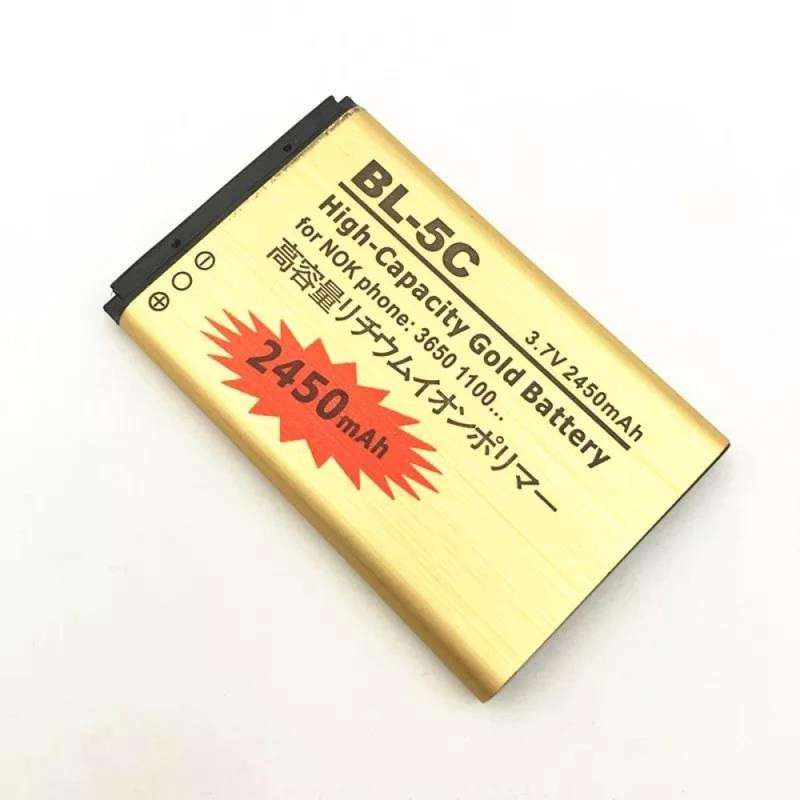 BL-5C
3.7V 2450mAh
High-Capacity Gold Battery
for NOK phone: 3650 1100...
高容量リチウムイオンポリマー
2450mAh